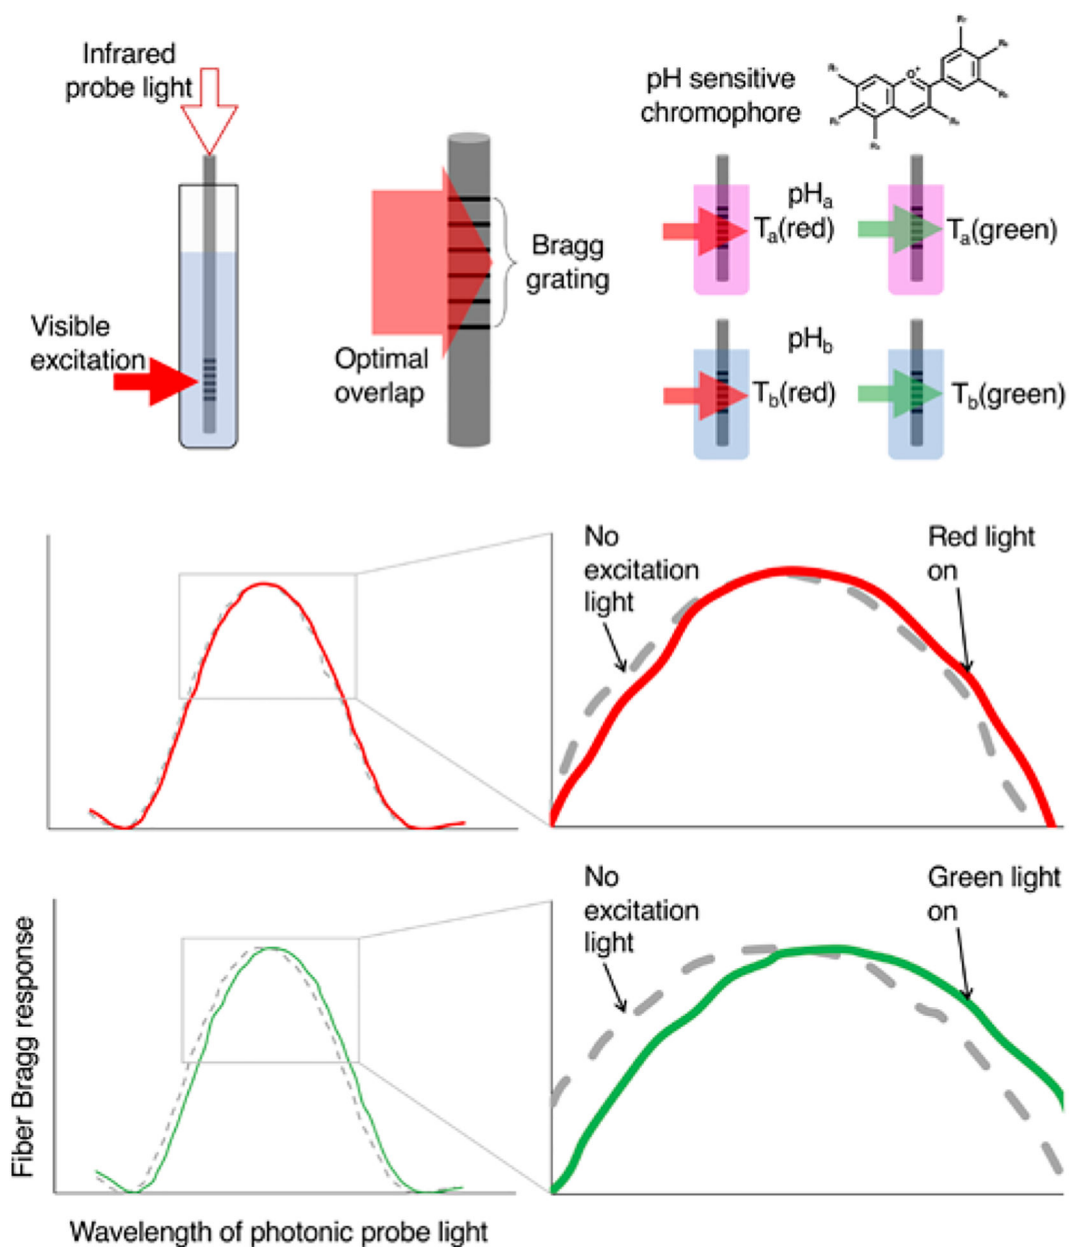 Infrared
probe light
pH sensitive
chromophore
O+
Visible
excitation
Optimal
overlap
Bragg
grating
pHa
Ta(red)
Ta(green)
pHb
Tb(red)
Tb(green)
No
excitation
light
Red light
on
No
excitation
light
Green light
on
Fiber Bragg response
Wavelength of photonic probe light